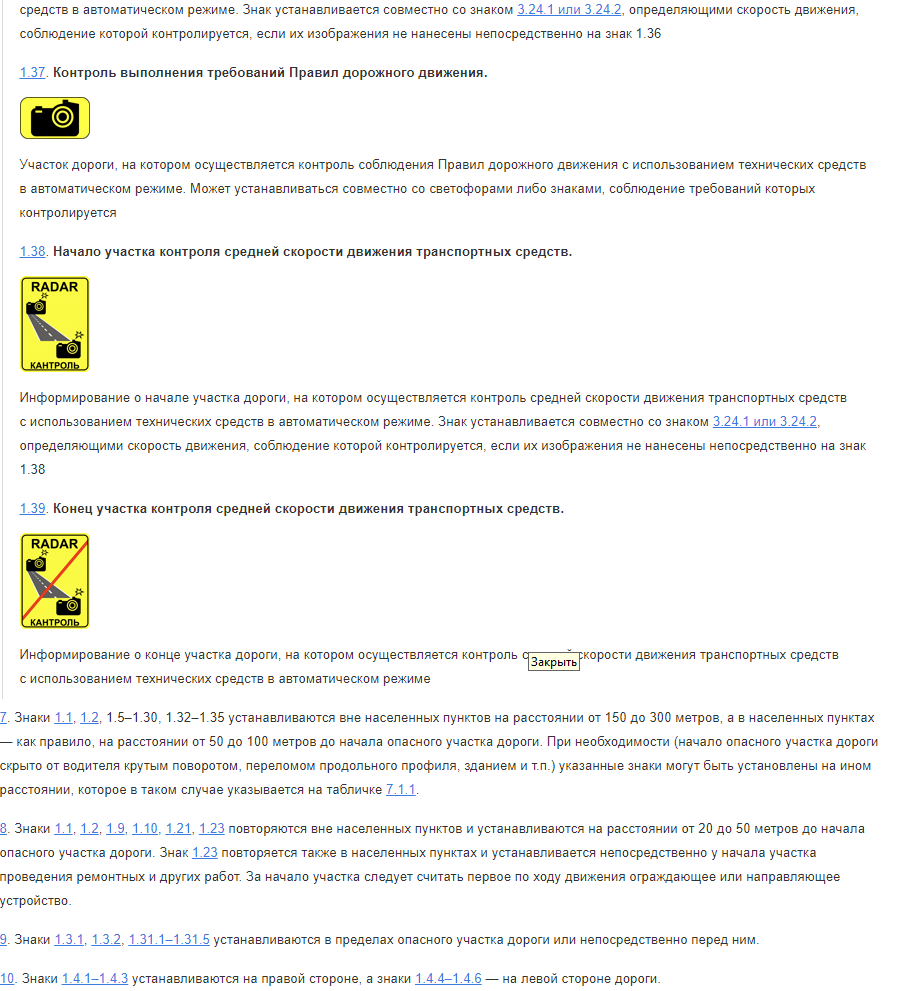 средств в автоматическом режиме. Знак устанавливается совместно со знаком 3.24.1 или 3.24.2, определяющими скорость движения,
соблюдение которой контролируется, если их изображения не нанесены непосредственно на знак 1.36
1.37. Контроль выполнения требований Правил дорожного движения.
Участок дороги, на котором осуществляется контроль соблюдения Правил дорожного движения с использованием технических средств
в автоматическом режиме. Может устанавливаться совместно со светофорами либо знаками, соблюдение требований которых
контролируется
1.38. Начало участка контроля средней скорости движения транспортных средств.
RADAR
КАНТРОЛЬ
Информирование о начале участка дороги, на котором осуществляется контроль средней скорости движения транспортных средств
с использованием технических средств в автоматическом режиме. Знак устанавливается совместно со знаком 3.24.1 или 3.24.2,
определяющими скорость движения, соблюдение которой контролируется, если их изображения не нанесены непосредственно на знак
1.38
1.39. Конец участка контроля средней скорости движения транспортных средств.
RADAR
КАНТРОЛЬ
Информирование о конце участка дороги, на котором осуществляется контроль с скорости движения транспортных средств
Закрыть
с использованием технических средств в автоматическом режиме
7. Знаки 1.1, 1.2, 1.5–1.30, 1.32–1.35 устанавливаются вне населенных пунктов на расстоянии от 150 до 300 метров, а в населенных пунктах
— как правило, на расстоянии от 50 до 100 метров до начала опасного участка дороги. При необходимости (начало опасного участка дороги
скрыто от водителя крутым поворотом, переломом продольного профиля, зданием и т.п.) указанные знаки могут быть установлены на ином
расстоянии, которое в таком случае указывается на табличке 7.1.1.
8. Знаки 1.1, 1.2, 1.9, 1.10, 1.21, 1.23 повторяются вне населенных пунктов и устанавливаются на расстоянии от 20 до 50 метров до начала
опасного участка дороги. Знак 1.23 повторяется также в населенных пунктах и устанавливается непосредственно у начала участка
проведения ремонтных и других работ. За начало участка следует считать первое по ходу движения ограждающее или направляющее
устройство.
9. Знаки 1.3.1, 1.3.2, 1.31.1–1.31.5 устанавливаются в пределах опасного участка дороги или непосредственно перед ним.
10. Знаки 1.4.1–1.4.3 устанавливаются на правой стороне, а знаки 1.4.4–1.4.6 — на левой стороне дороги.